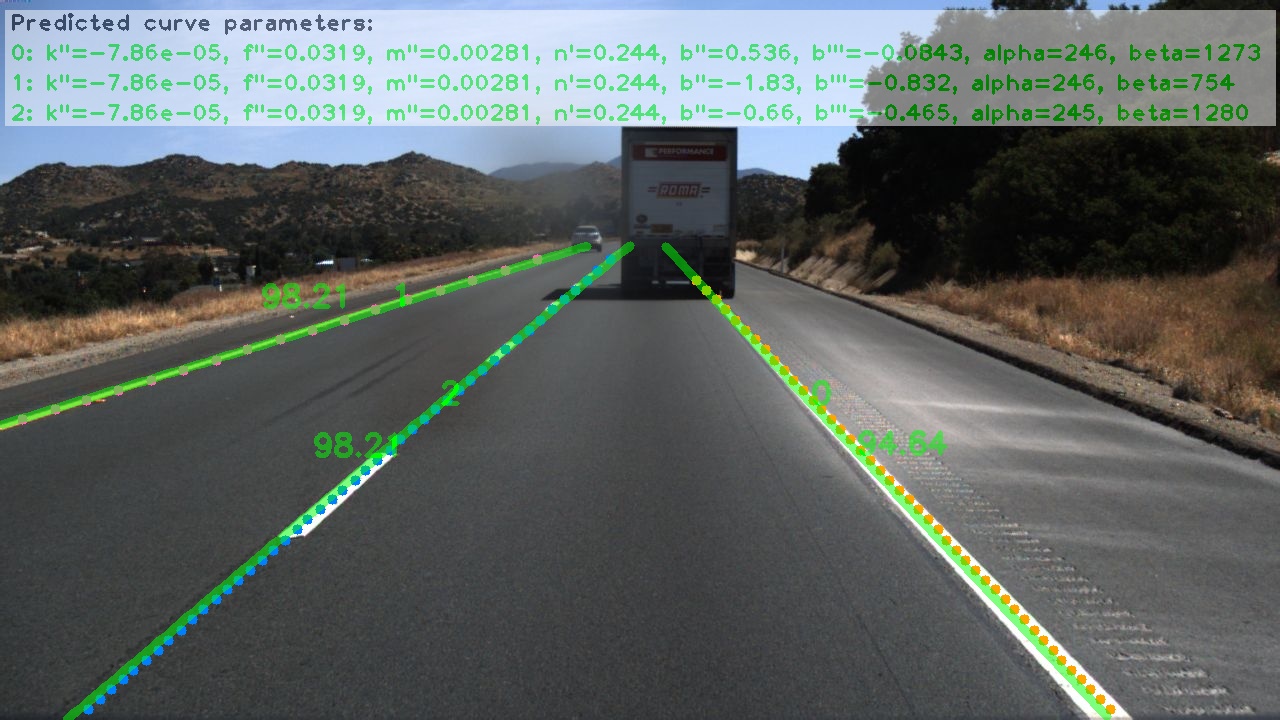 Predicted curve parameters:
0: k''=-7.86e-05, f''=0.0319, m''=0.00281, n'=0.244, b''=0.536, b'''=-0.0843, alpha=246, beta=1273
1: k''=-7.86e-05, f''=0.0319, m''=0.00281, n'=0.244, b''=-1.83, b'''=-0.832, alpha=246, beta=754
2: k''=-7.86e-05, f''=0.0319, m''=0.00281, n'=0.244, b''=-0.66, b'''=-0.465, alpha=245, beta=1280
PERFORMANCE
ROMA
98.21 1
2 0
98.21 94.64